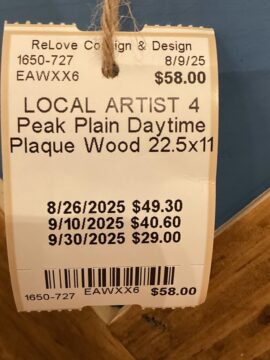 ReLove Consign & Design
1650-727 8/9/25
EAWXX6 $58.00
LOCAL ARTIST 4
Peak Plain Daytime
Plaque Wood 22.5x11
8/26/2025 $49.30
9/10/2025 $40.60
9/30/2025 $29.00
1650-727 EAWXX6 $58.00